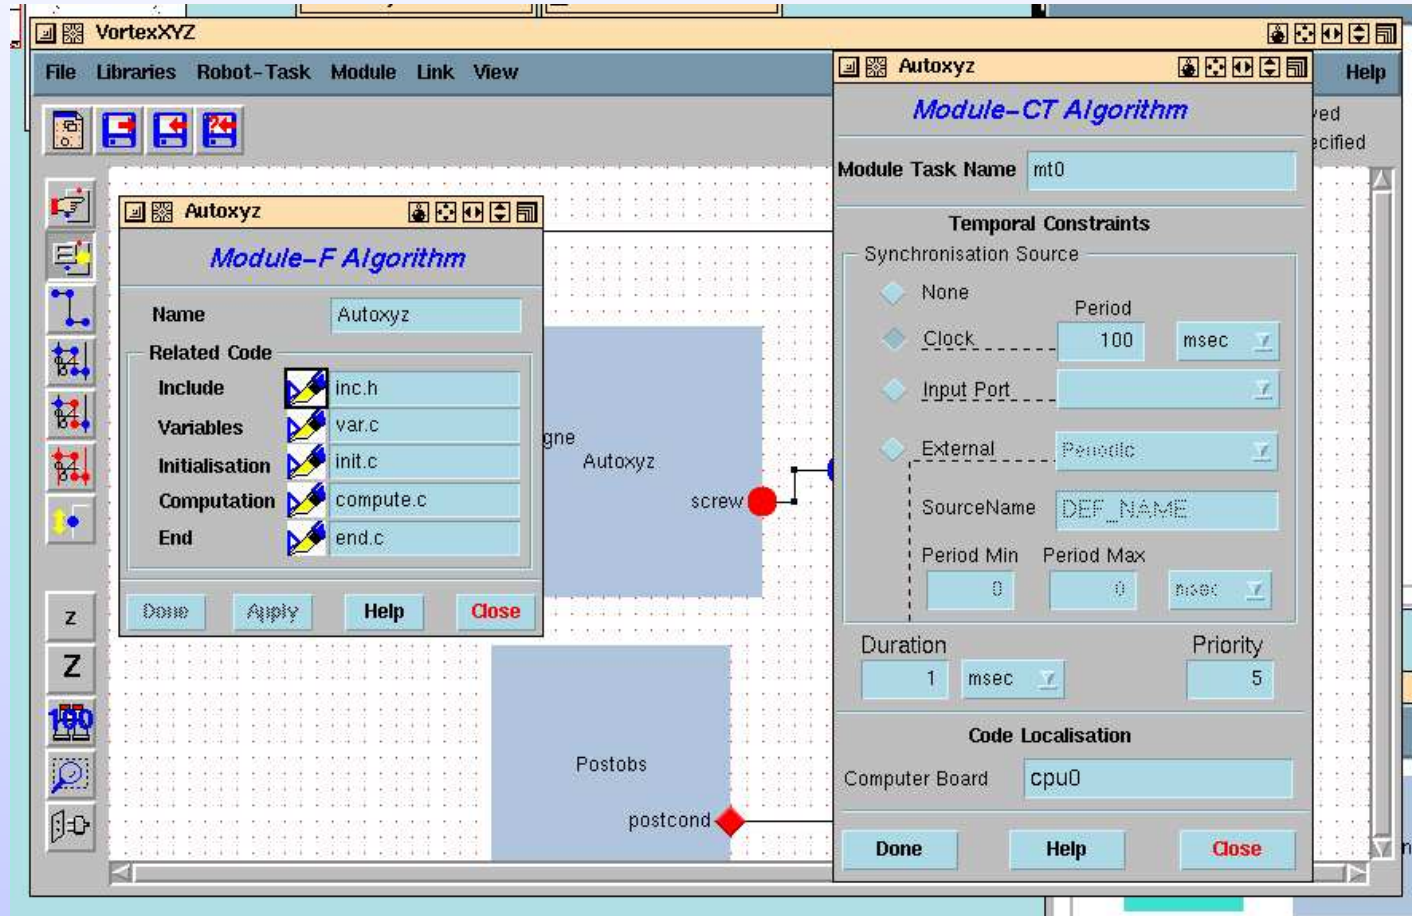 VortexXYZ
File Libraries Robot-Task Module Link View
Help
Autoxyz
Module-CT Algorithm
Module Task Name mt0
Temporal Constraints
Synchronisation Source
None
Period
Clock 100 msec
Input Port
External Periodic
SourceName DEF_NAME
Period Min Period Max
0 0 msec
Duration Priority
1 msec 5
Code Localisation
Computer Board cpu0
Done Help Close
Autoxyz
Module-F Algorithm
Name Autoxyz
Related Code
Include inc.h
Variables var.c
Initialisation init.c
Computation compute.c
End end.c
Done Apply Help Close
Autoxyz
screw
Postobs
postcond
z
Z
100